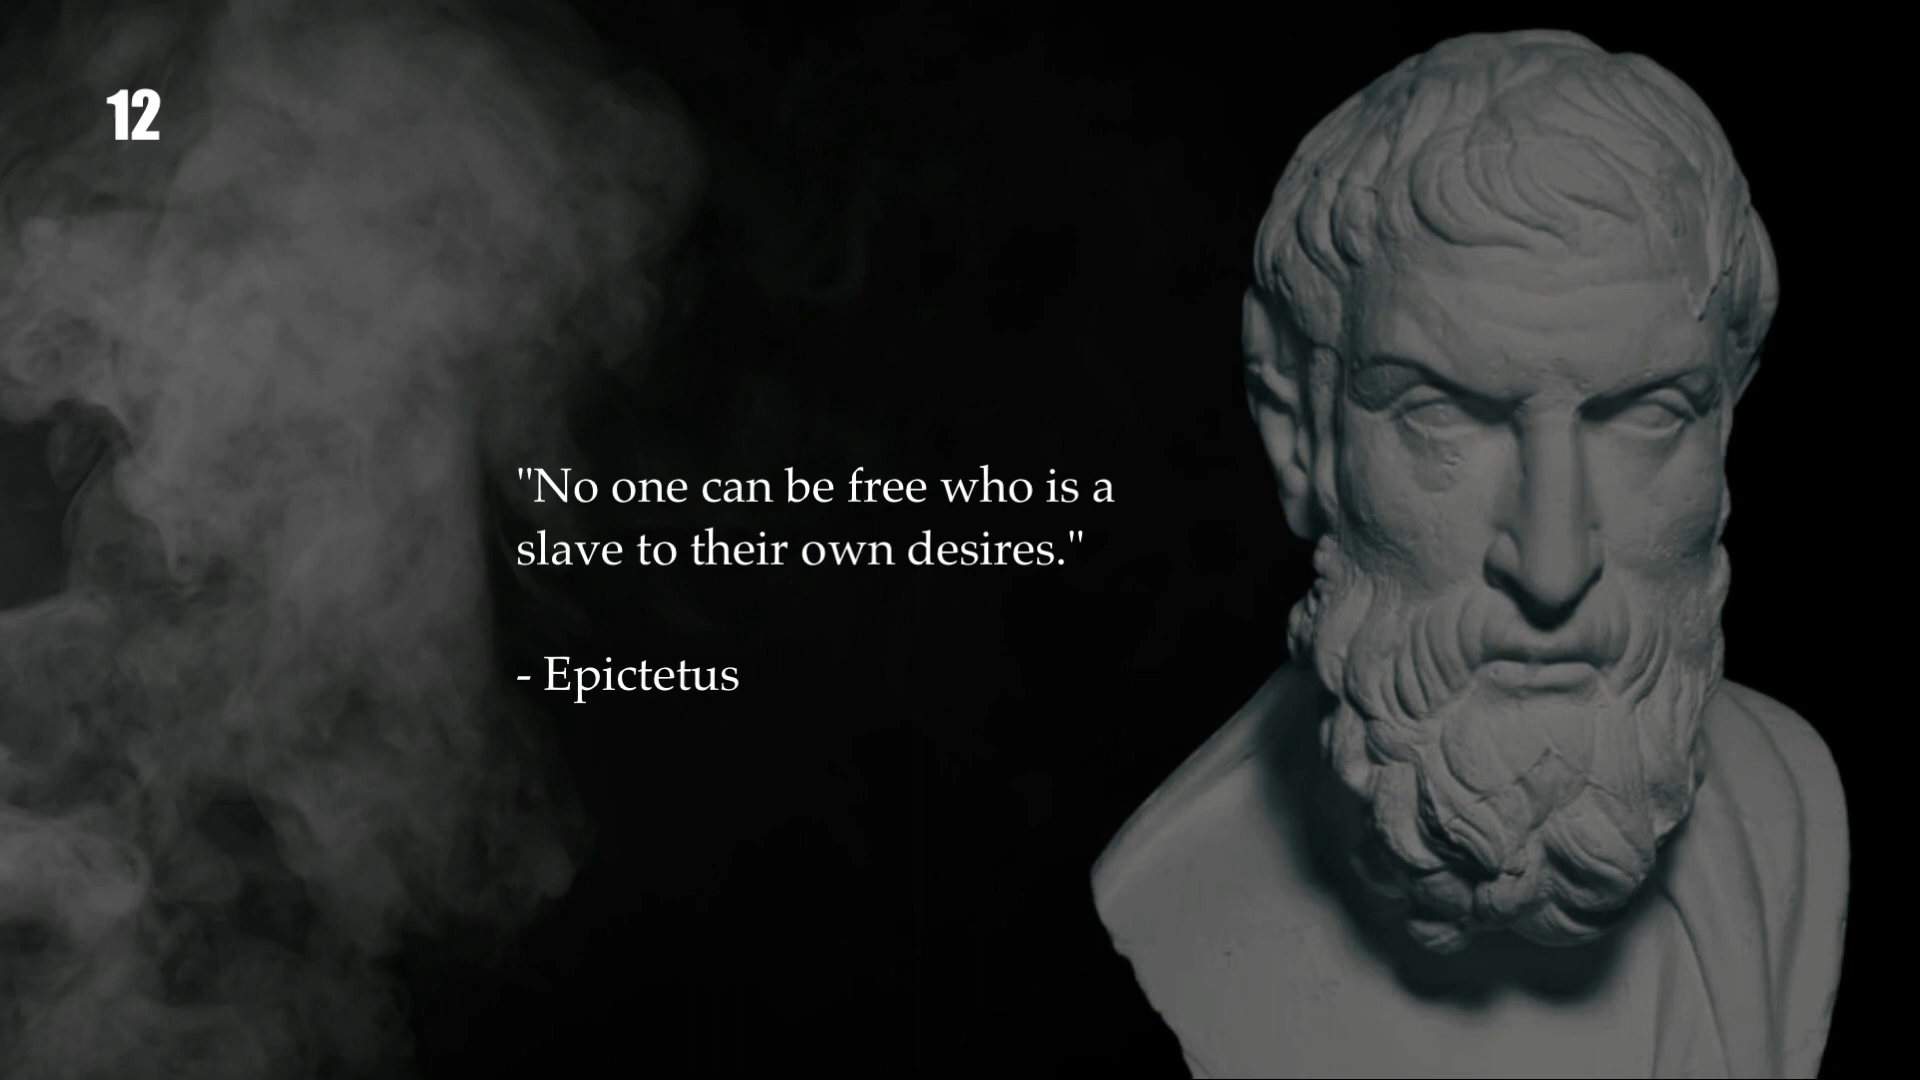 12
"No one can be free who is a
slave to their own desires."
- Epictetus